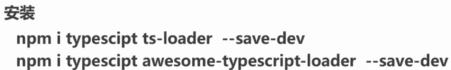 安装
npm i typescipt ts-loader --save-dev
npm i typescipt awesome-typescript-loader --save-dev